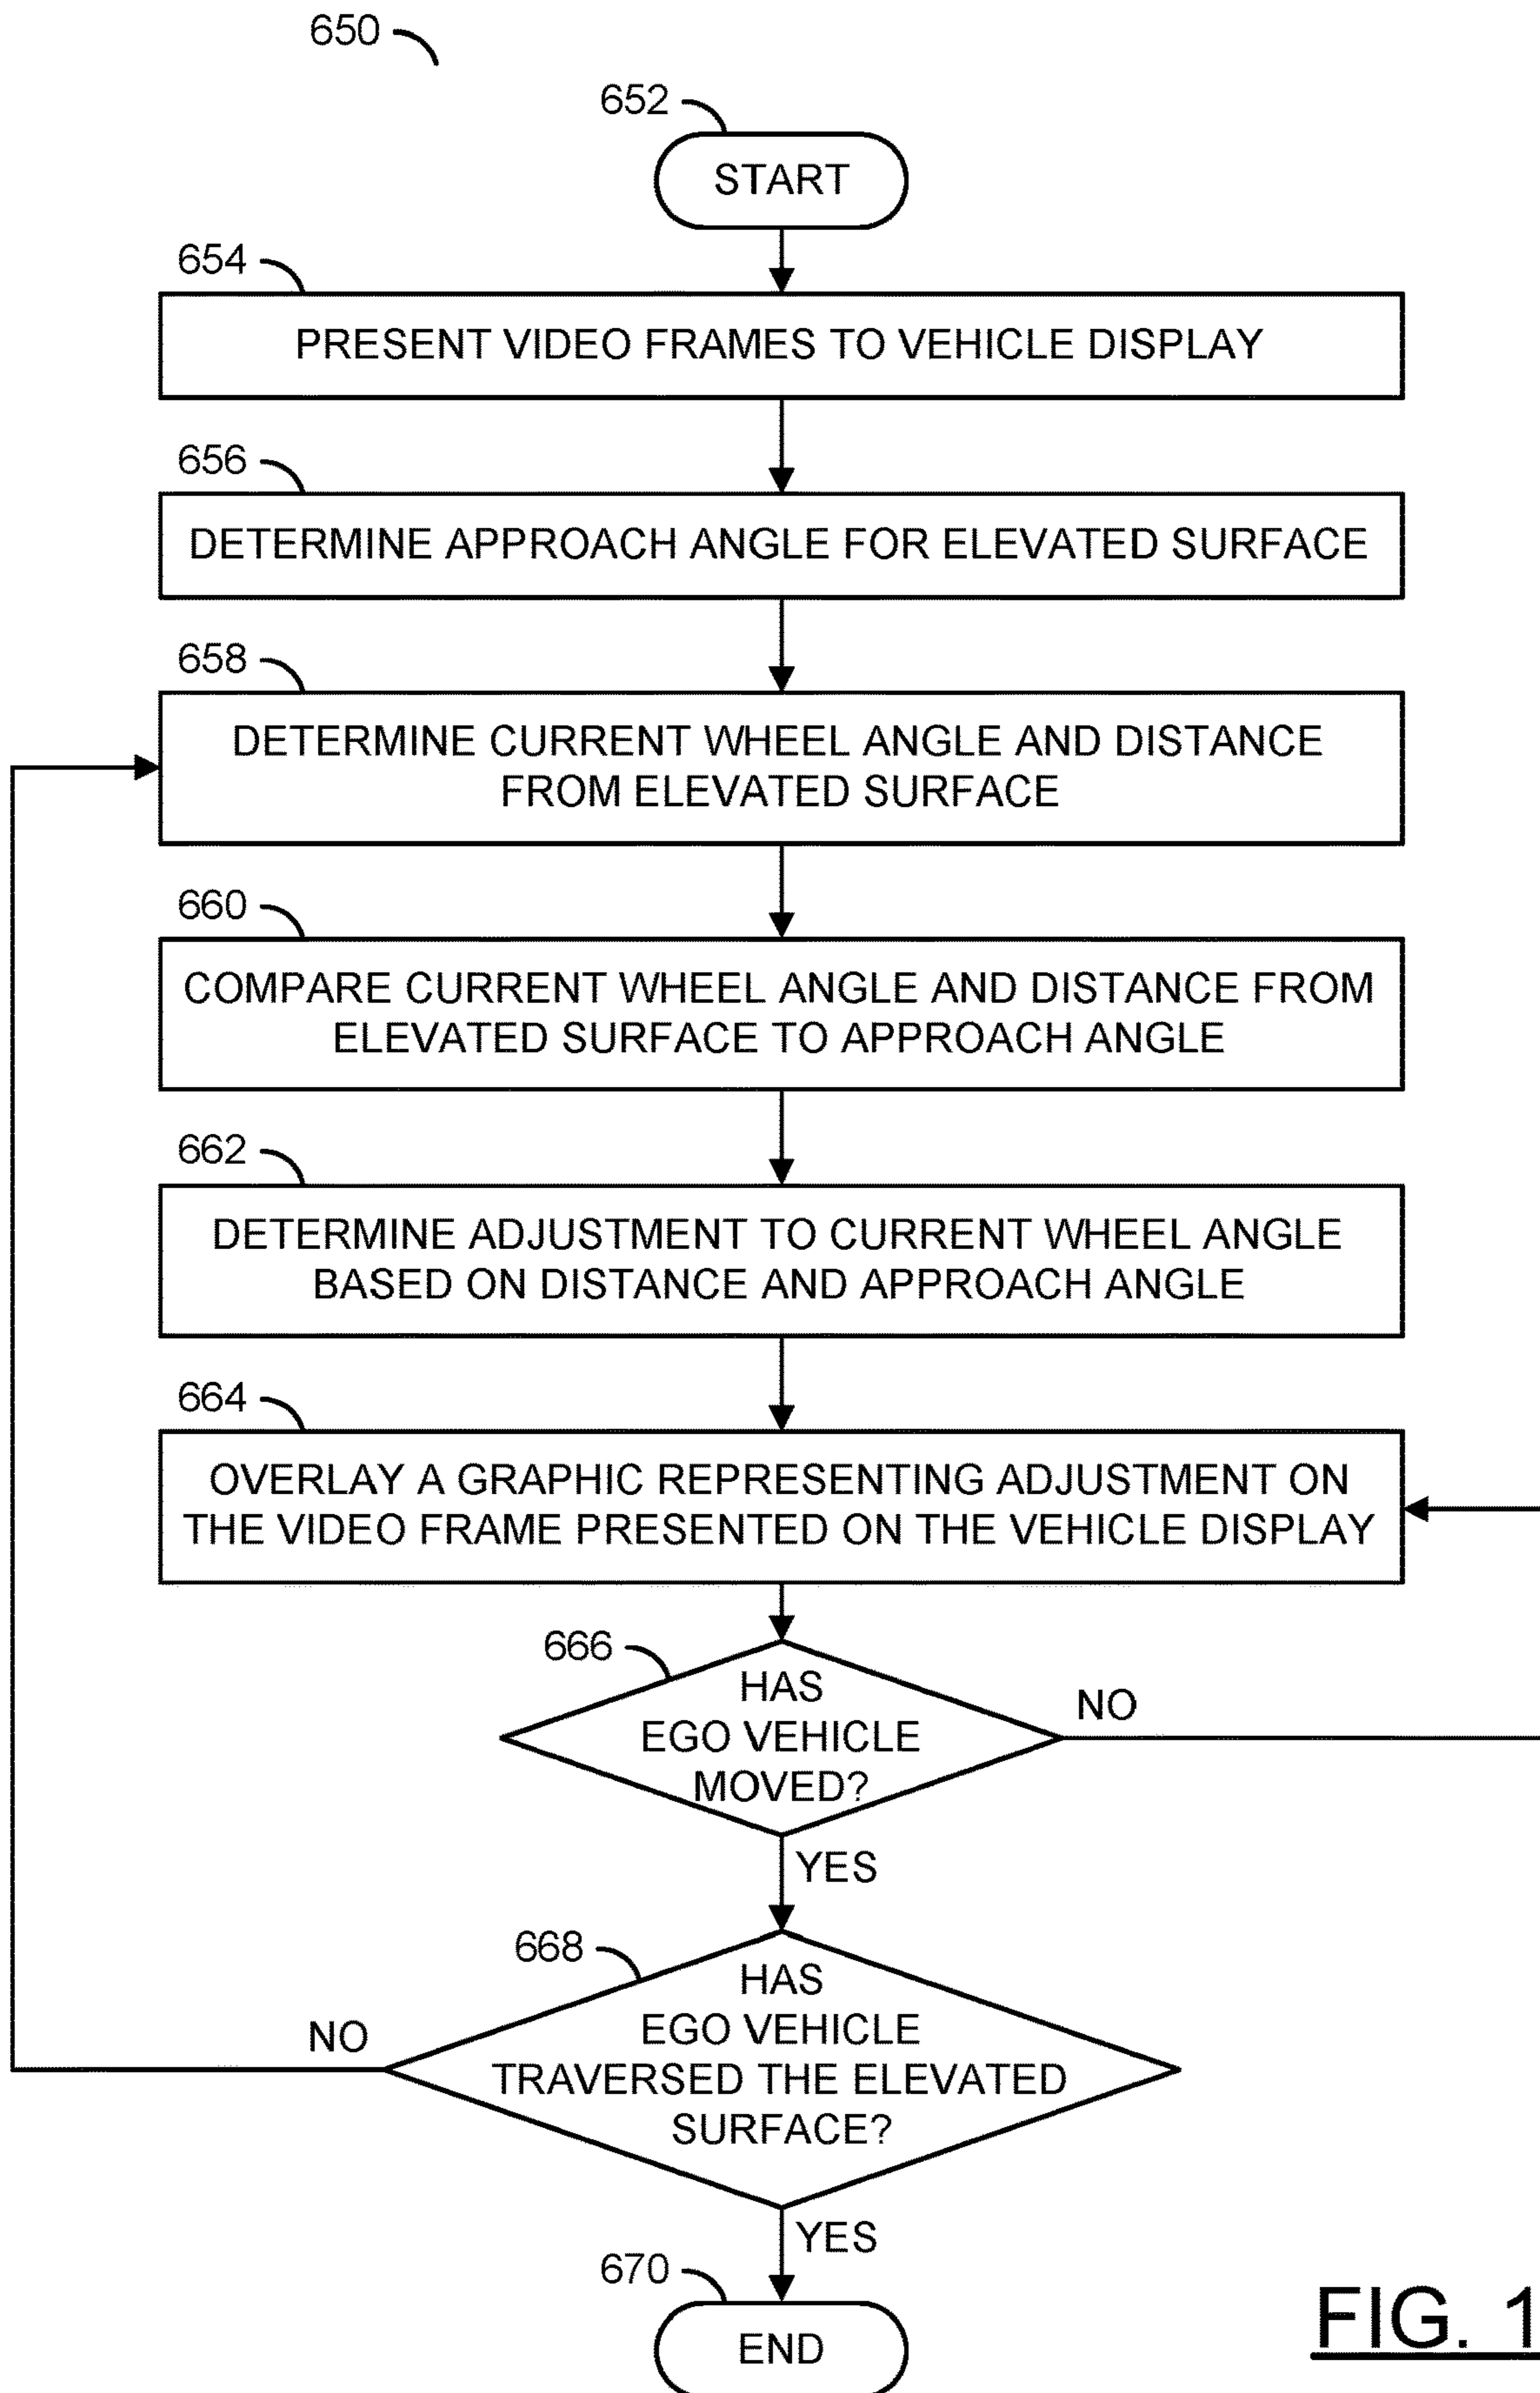 650
652
START
654
PRESENT VIDEO FRAMES TO VEHICLE DISPLAY
656
DETERMINE APPROACH ANGLE FOR ELEVATED SURFACE
658
DETERMINE CURRENT WHEEL ANGLE AND DISTANCE
FROM ELEVATED SURFACE
660
COMPARE CURRENT WHEEL ANGLE AND DISTANCE FROM
ELEVATED SURFACE TO APPROACH ANGLE
662
DETERMINE ADJUSTMENT TO CURRENT WHEEL ANGLE
BASED ON DISTANCE AND APPROACH ANGLE
664
OVERLAY A GRAPHIC REPRESENTING ADJUSTMENT ON
THE VIDEO FRAME PRESENTED ON THE VEHICLE DISPLAY
666
HAS
EGO VEHICLE
MOVED?
NO
YES
668
HAS
EGO VEHICLE
TRAVERSED THE ELEVATED
SURFACE?
NO
YES
670
END
FIG. 1